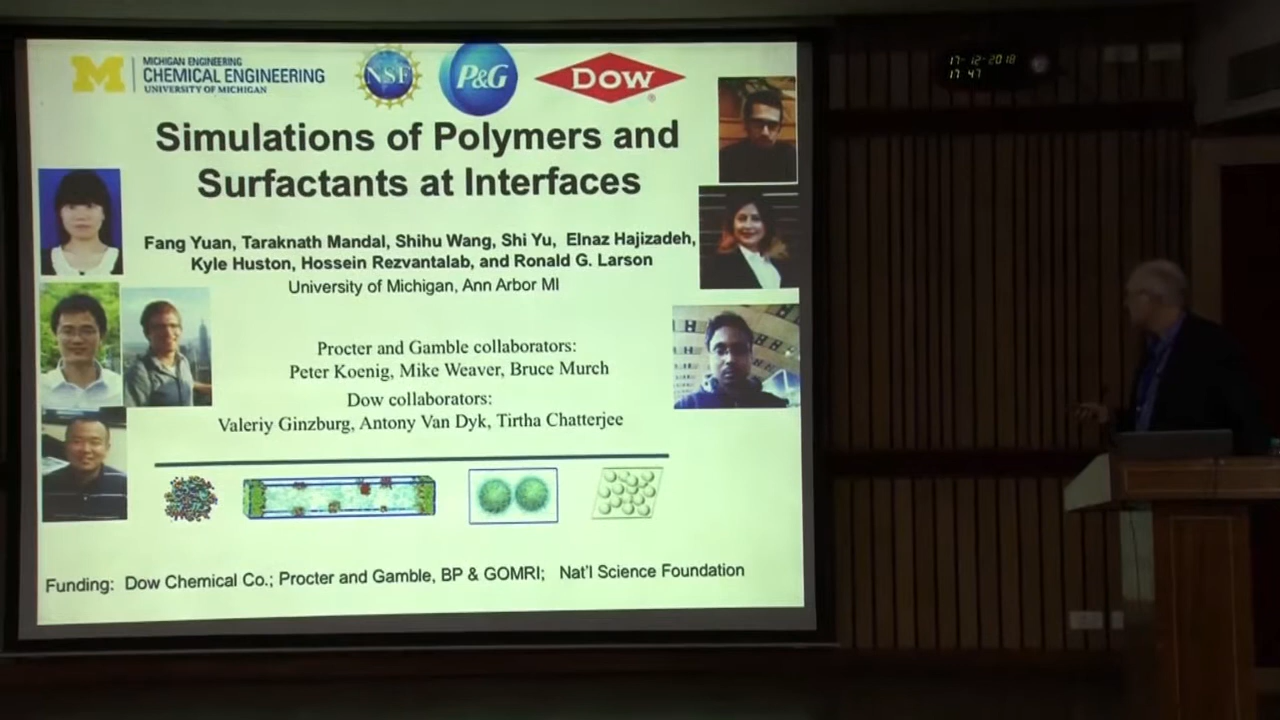 MICHIGAN ENGINEERING
CHEMICAL ENGINEERING
UNIVERSITY OF MICHIGAN
NSF
P&G
DOW
Simulations of Polymers and
Surfactants at Interfaces
Fang Yuan, Taraknath Mandal, Shihu Wang, Shi Yu, Elnaz Hajizadeh,
Kyle Huston, Hossein Rezvantalab, and Ronald G. Larson
University of Michigan, Ann Arbor MI
Procter and Gamble collaborators:
Peter Koenig, Mike Weaver, Bruce Murch
Dow collaborators:
Valeriy Ginzburg, Antony Van Dyk, Tirtha Chatterjee
Funding: Dow Chemical Co.; Procter and Gamble, BP & GOMRI; Nat'l Science Foundation
17-12-2018
17 47